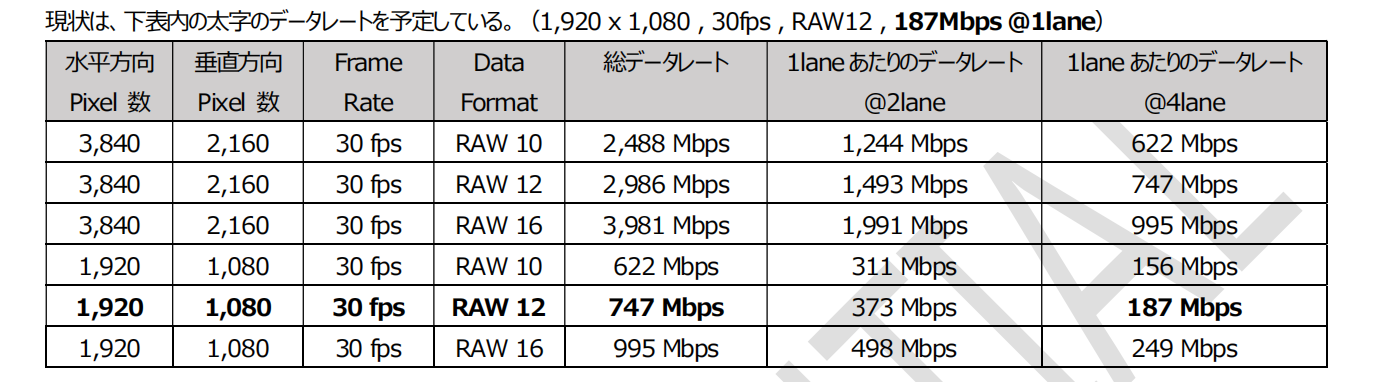 現状は、下表内の太字のデータレートを予定している。（1,920 x 1,080 , 30fps , RAW12 , 187Mbps @1lane）
水平方向 Pixel 数 垂直方向 Pixel 数 Frame Rate Data Format 総データレート 1lane あたりのデータレート @2lane 1lane あたりのデータレート @4lane
3,840 2,160 30 fps RAW 10 2,488 Mbps 1,244 Mbps 622 Mbps
3,840 2,160 30 fps RAW 12 2,986 Mbps 1,493 Mbps 747 Mbps
3,840 2,160 30 fps RAW 16 3,981 Mbps 1,991 Mbps 995 Mbps
1,920 1,080 30 fps RAW 10 622 Mbps 311 Mbps 156 Mbps
1,920 1,080 30 fps RAW 12 747 Mbps 373 Mbps 187 Mbps
1,920 1,080 30 fps RAW 16 995 Mbps 498 Mbps 249 Mbps